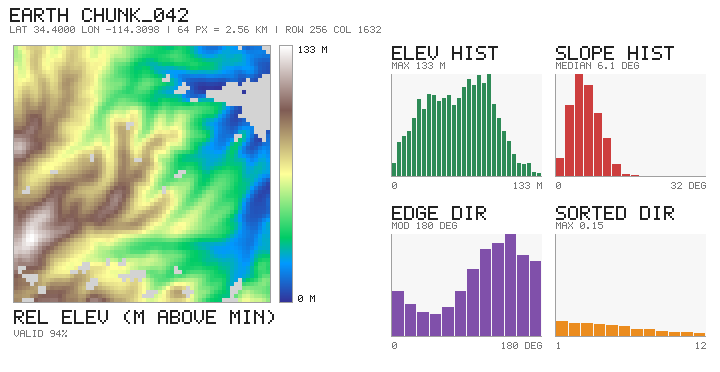 EARTH CHUNK_042
LAT 34.4000 LON -114.3098 | 64 PX = 2.56 KM | ROW 256 COL 1632
133 M
0 M
REL ELEV (M ABOVE MIN)
VALID 94%
ELEV HIST
MAX 133 M
0 133 M
SLOPE HIST
MEDIAN 6.1 DEG
0 32 DEG
EDGE DIR
MOD 180 DEG
0 180 DEG
SORTED DIR
MAX 0.15
1 12